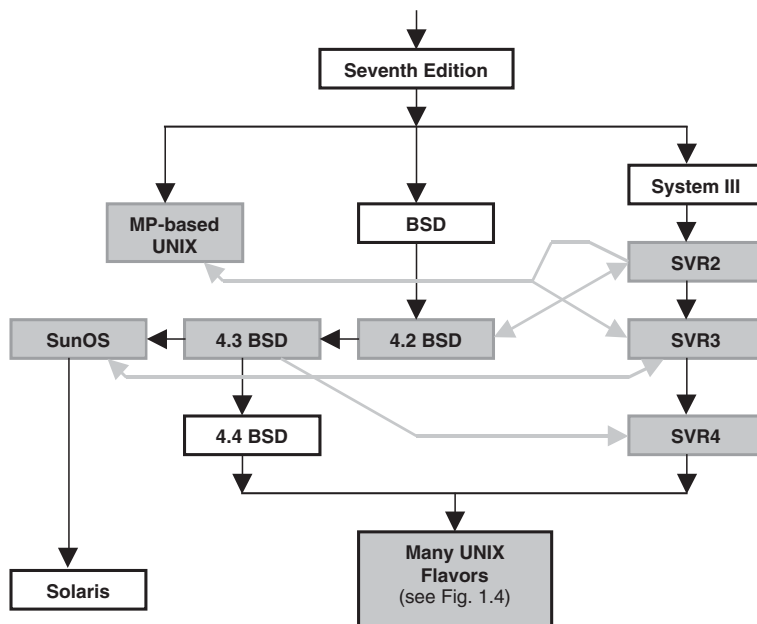 Seventh Edition
System III
MP-based
UNIX
BSD
SVR2
SunOS
4.3 BSD
4.2 BSD
SVR3
4.4 BSD
SVR4
Many UNIX
Flavors
(see Fig. 1.4)
Solaris